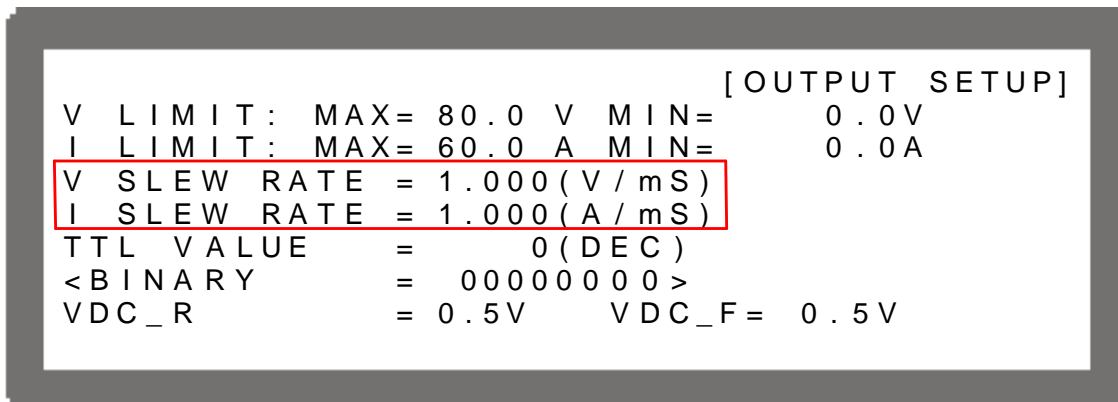 [OUTPUT SETUP]
V LIMIT: MAX= 80.0 V MIN= 0.0V
I LIMIT: MAX= 60.0 A MIN= 0.0A
V SLEW RATE = 1.000(V/mS)
I SLEW RATE = 1.000(A/mS)
TTL VALUE = 0(DEC)
<BINARY = 00000000>
VDC_R = 0.5V VDC_F= 0.5V